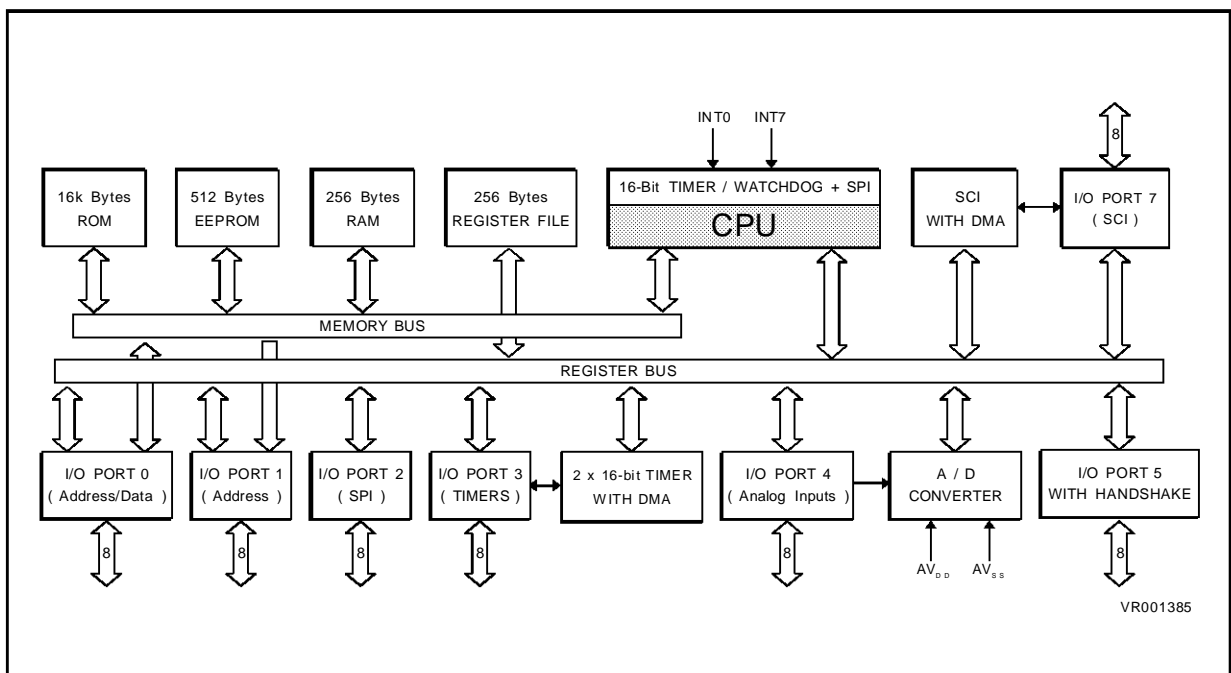 INT0 INT7
8
16k Bytes
ROM
512 Bytes
EEPROM
256 Bytes
RAM
256 Bytes
REGISTER FILE
16-Bit TIMER / WATCHDOG + SPI
CPU
SCI
WITH DMA
I/O PORT 7
( SCI )
MEMORY BUS
REGISTER BUS
I/O PORT 0
( Address/Data )
I/O PORT 1
( Address )
I/O PORT 2
( SPI )
I/O PORT 3
( TIMERS )
2 x 16-bit TIMER
WITH DMA
I/O PORT 4
( Analog Inputs )
A / D
CONVERTER
I/O PORT 5
WITH HANDSHAKE
8 8 8 8 8 8
AVDD AVSS
VR001385